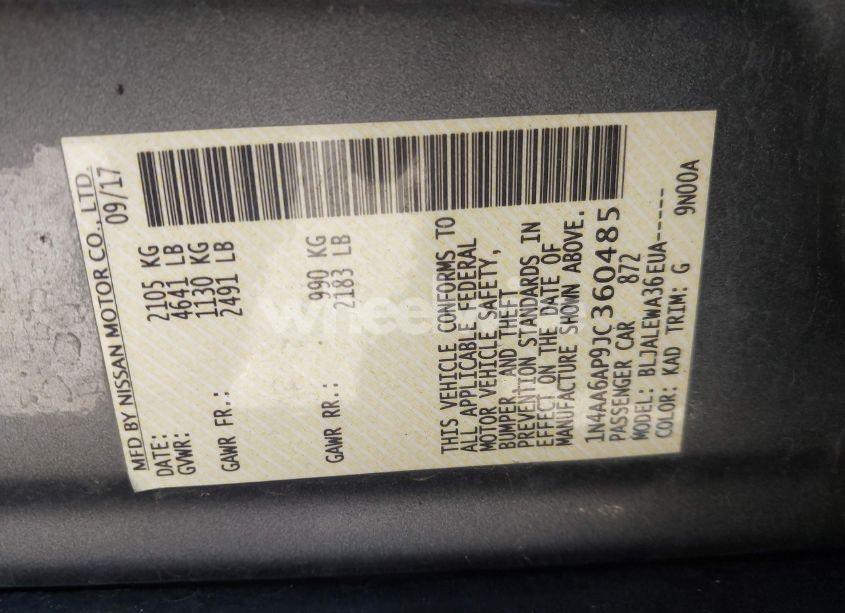 MFD BY NISSAN MOTOR CO., LTD.
DATE: 09/17
GVWR: 2105 KG
4641 LB
GAWR FR.: 1130 KG
2491 LB
GAWR RR.: 990 KG
2183 LB
THIS VEHICLE CONFORMS TO
ALL APPLICABLE FEDERAL
MOTOR VEHICLE SAFETY,
BUMPER, AND THEFT
PREVENTION STANDARDS IN
EFFECT ON THE DATE OF
MANUFACTURE SHOWN ABOVE.
1N4AA6AP9JC360485
PASSENGER CAR 872
MODEL: BLJALEWA36EUA-----
COLOR: KAD TRIM: G 9N00A